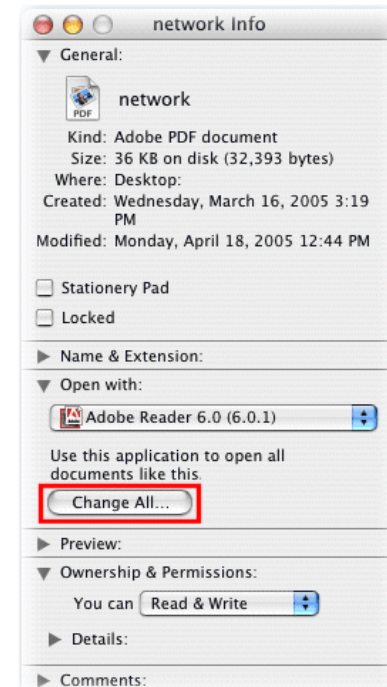 network Info
General:
PDF
network
Kind: Adobe PDF document
Size: 36 KB on disk (32,393 bytes)
Where: Desktop:
Created: Wednesday, March 16, 2005 3:19
PM
Modified: Monday, April 18, 2005 12:44 PM
Stationery Pad
Locked
Name & Extension:
Open with:
Adobe Reader 6.0 (6.0.1)
Use this application to open all
documents like this.
Change All...
Preview:
Ownership & Permissions:
You can Read & Write
Details:
Comments: